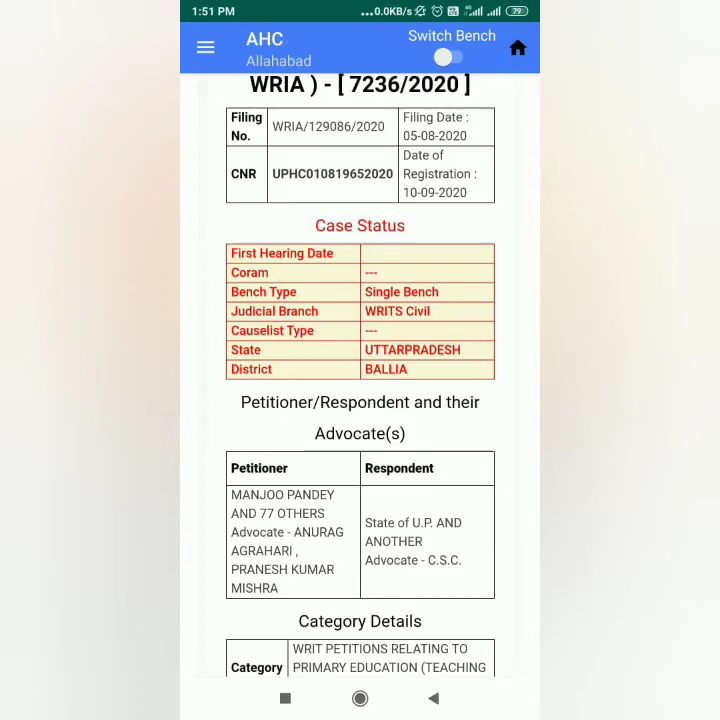 1:51 PM
...0.0KB/s 4G 79
AHC
Allahabad
Switch Bench
WRIA ) - [ 7236/2020 ]
Filing No.
WRIA/129086/2020
Filing Date : 05-08-2020
CNR
UPHC010819652020
Date of Registration : 10-09-2020
Case Status
First Hearing Date
Coram ---
Bench Type Single Bench
Judicial Branch WRITS Civil
Causelist Type ---
State UTTARPRADESH
District BALLIA
Petitioner/Respondent and their
Advocate(s)
Petitioner Respondent
MANJOO PANDEY
AND 77 OTHERS
Advocate - ANURAG
AGRAHARI ,
PRANESH KUMAR
MISHRA
State of U.P. AND
ANOTHER
Advocate - C.S.C.
Category Details
Category
WRIT PETITIONS RELATING TO
PRIMARY EDUCATION (TEACHING